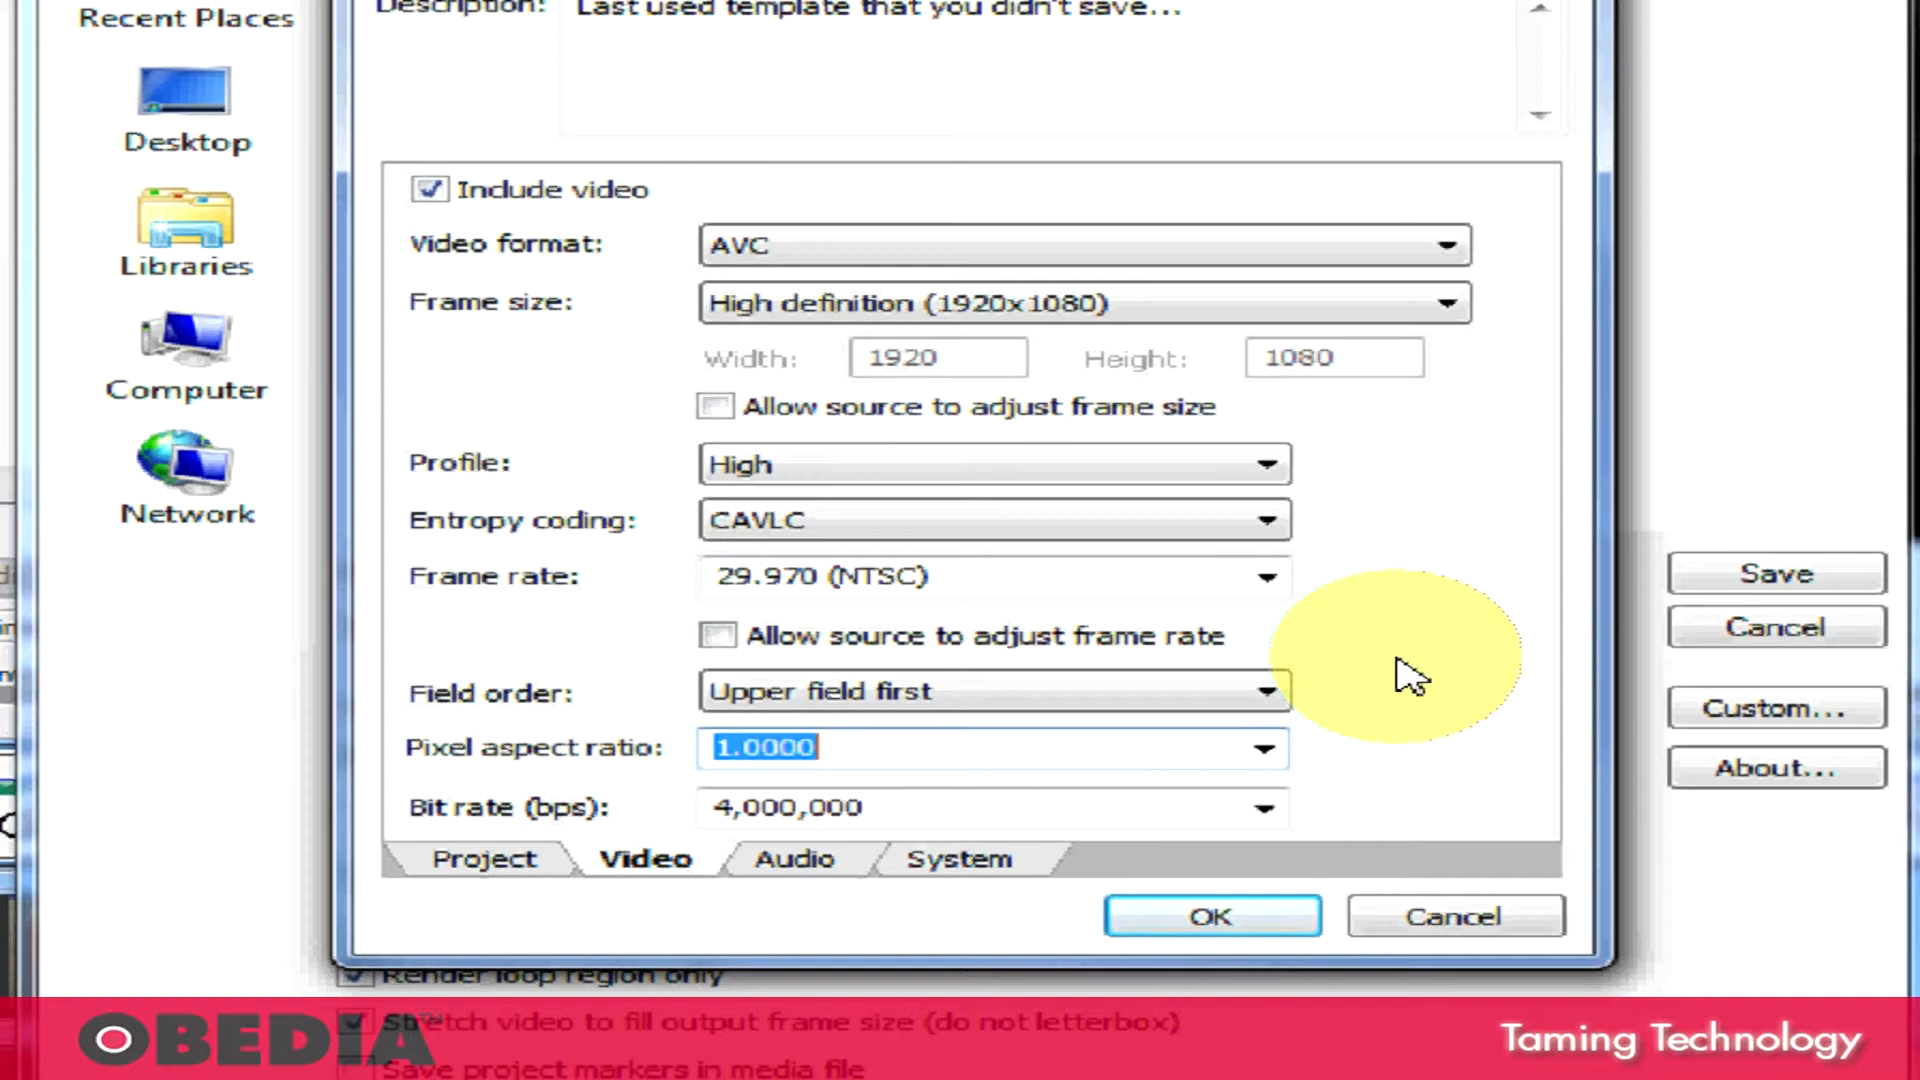 Recent Places
Description:
Last used template that you didn't save...
Desktop
Include video
Video format:
AVC
Libraries
Frame size:
High definition (1920x1080)
Width:
1920
Height:
1080
Computer
Allow source to adjust frame size
Profile:
High
Network
Entropy coding:
CAVLC
Frame rate:
29.970 (NTSC)
Save
Allow source to adjust frame rate
Cancel
Field order:
Upper field first
Custom...
Pixel aspect ratio:
1.0000
About...
Bit rate (bps):
4,000,000
Project
Video
Audio
System
OK
Cancel
Render loop region only
Stretch video to fill output frame size (do not letterbox)
OBEDIA
Taming Technology
Save project markers in media file